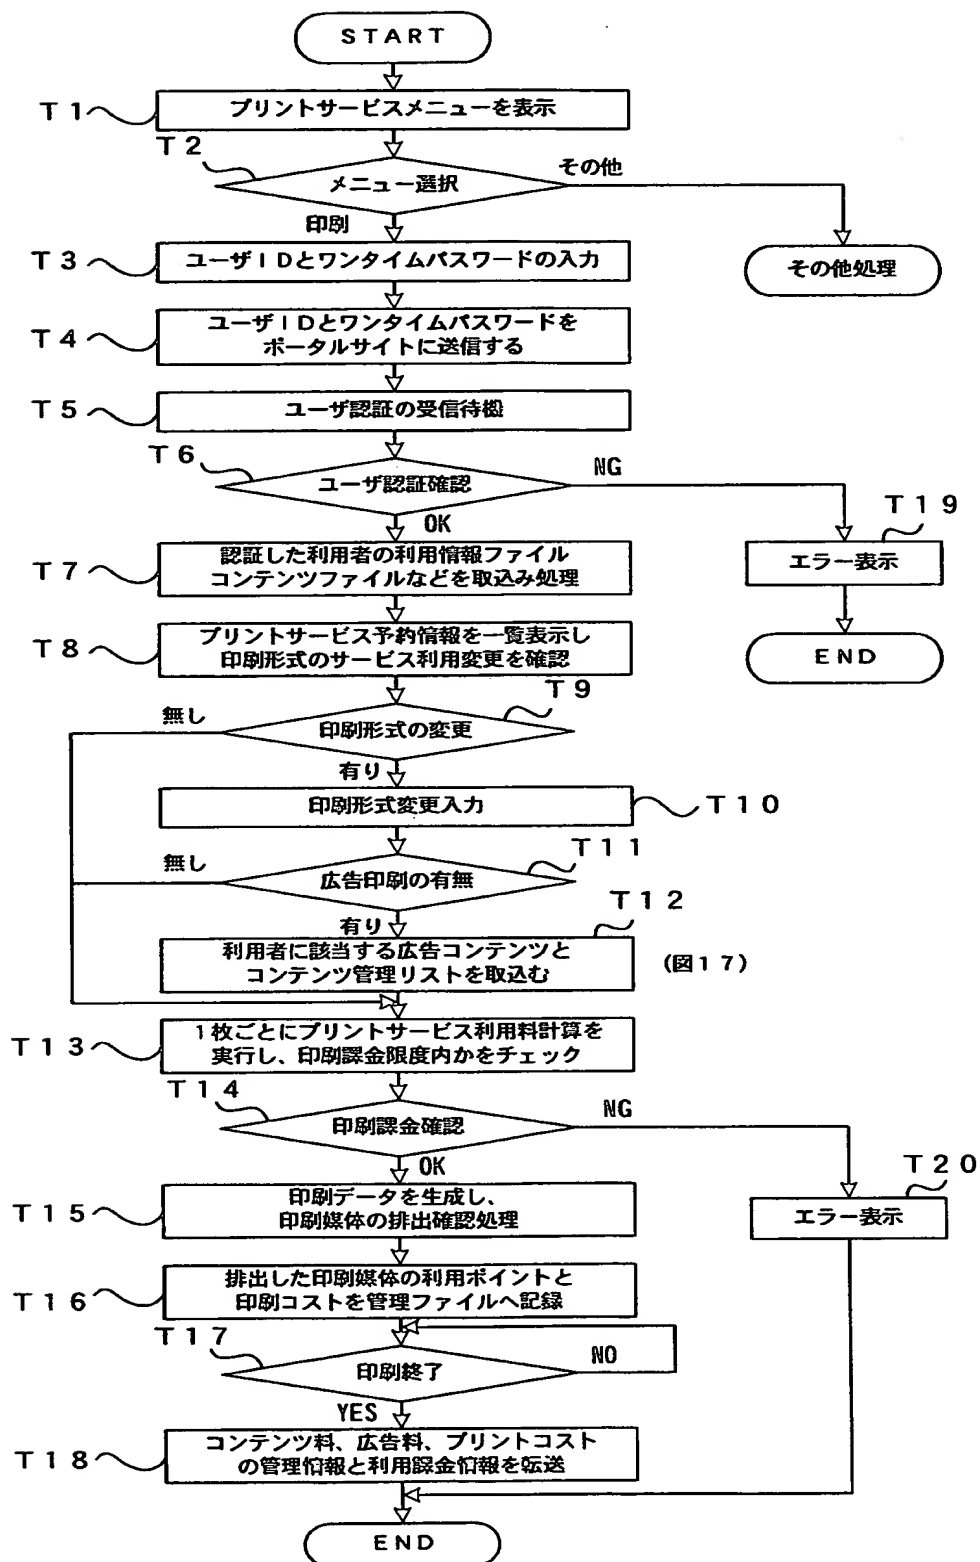 START
T1
プリントサービスメニューを表示
T2
メニュー選択
その他
印刷
T3
ユーザIDとワンタイムパスワードの入力
その他処理
T4
ユーザIDとワンタイムパスワードを
ポータルサイトに送信する
T5
ユーザ認証の受信待機
T6
ユーザ認証確認
NG
OK
T19
エラー表示
END
T7
認証した利用者の利用情報ファイル
コンテンツファイルなどを取込み処理
T8
プリントサービス予約情報を一覧表示し
印刷形式のサービス利用変更を確認
T9
無し
印刷形式の変更
有り
印刷形式変更入力
T10
T11
無し
広告印刷の有無
有り
T12
利用者に該当する広告コンテンツと
コンテンツ管理リストを取込む
(図17)
T13
1枚ごとにプリントサービス利用料計算を
実行し、印刷課金限度内かをチェック
T14
印刷課金確認
NG
OK
T20
エラー表示
T15
印刷データを生成し、
印刷媒体の排出確認処理
T16
排出した印刷媒体の利用ポイントと
印刷コストを管理ファイルへ記録
T17
印刷終了
NO
YES
T18
コンテンツ料、広告料、プリントコスト
の管理情報と利用課金情報を転送
END